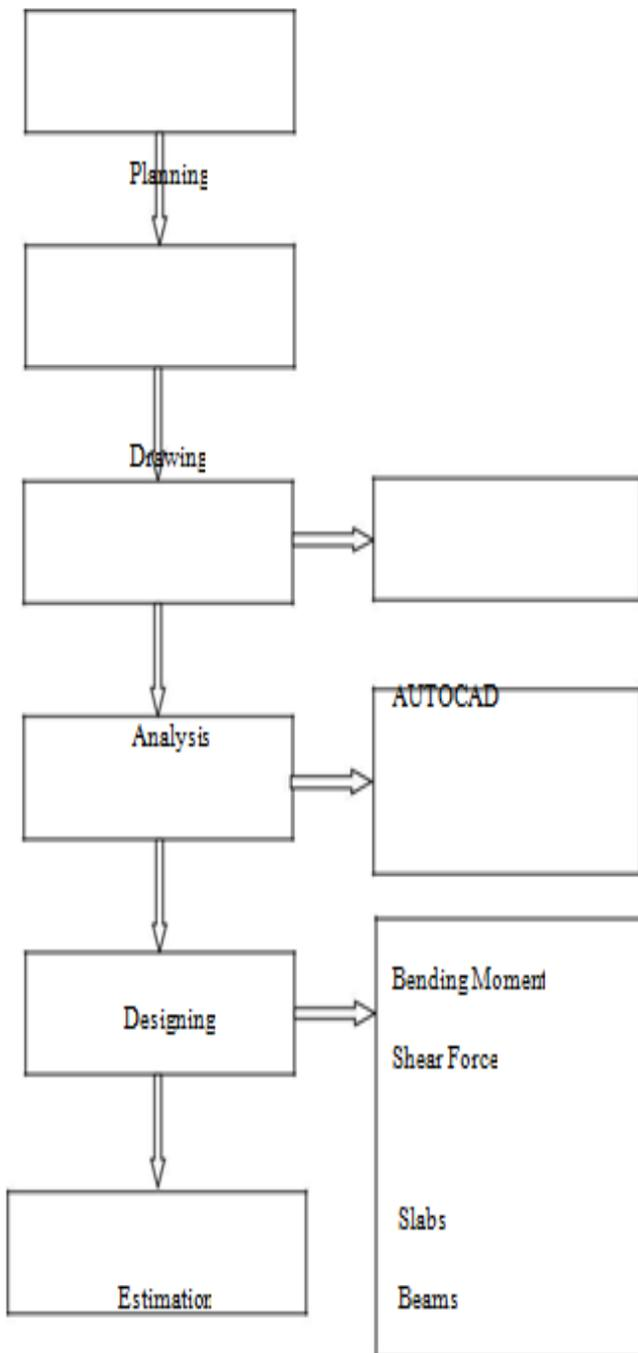 Planning
Drawing
AUTOCAD
Analysis
Bending Moment
Designing
Shear Force
Slabs
Estimation
Beams